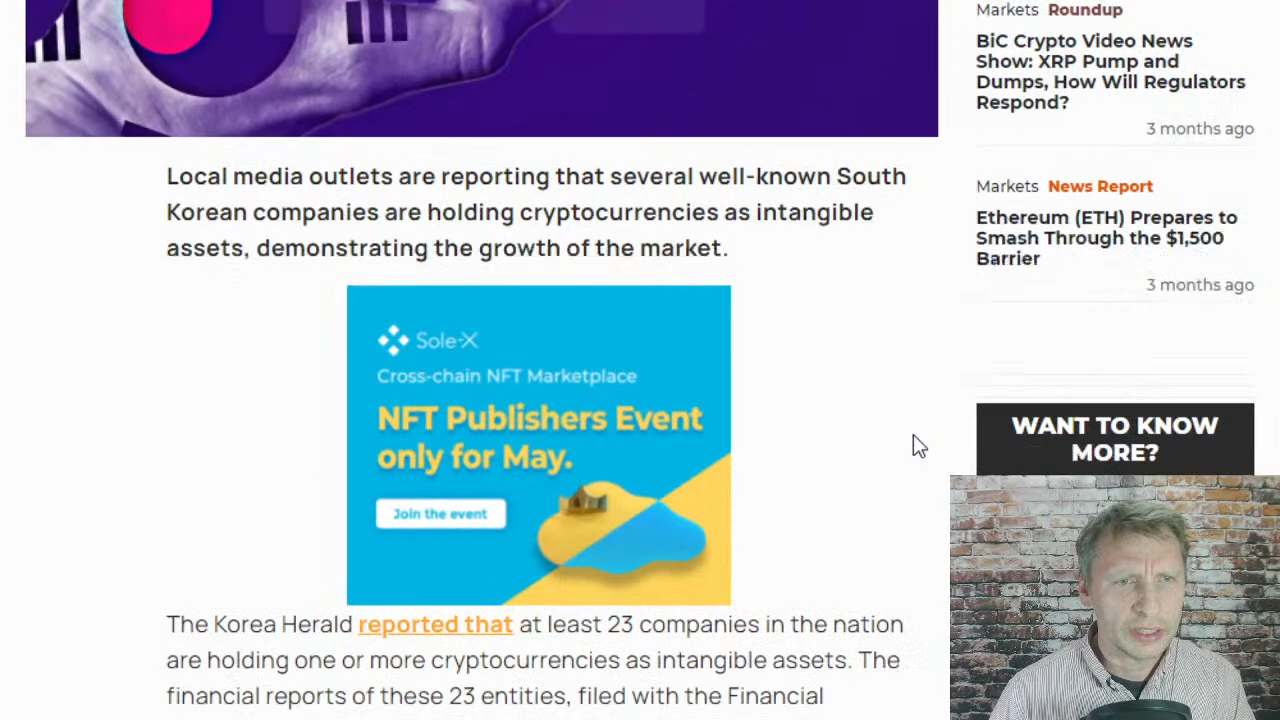 Local media outlets are reporting that several well-known South
Korean companies are holding cryptocurrencies as intangible
assets, demonstrating the growth of the market.
Sole-X
Cross-chain NFT Marketplace
NFT Publishers Event
only for May.
Join the event
The Korea Herald reported that at least 23 companies in the nation
are holding one or more cryptocurrencies as intangible assets. The
financial reports of these 23 entities, filed with the Financial
Markets Roundup
BiC Crypto Video News
Show: XRP Pump and
Dumps, How Will Regulators
Respond?
3 months ago
Markets News Report
Ethereum (ETH) Prepares to
Smash Through the $1,500
Barrier
3 months ago
WANT TO KNOW
MORE?